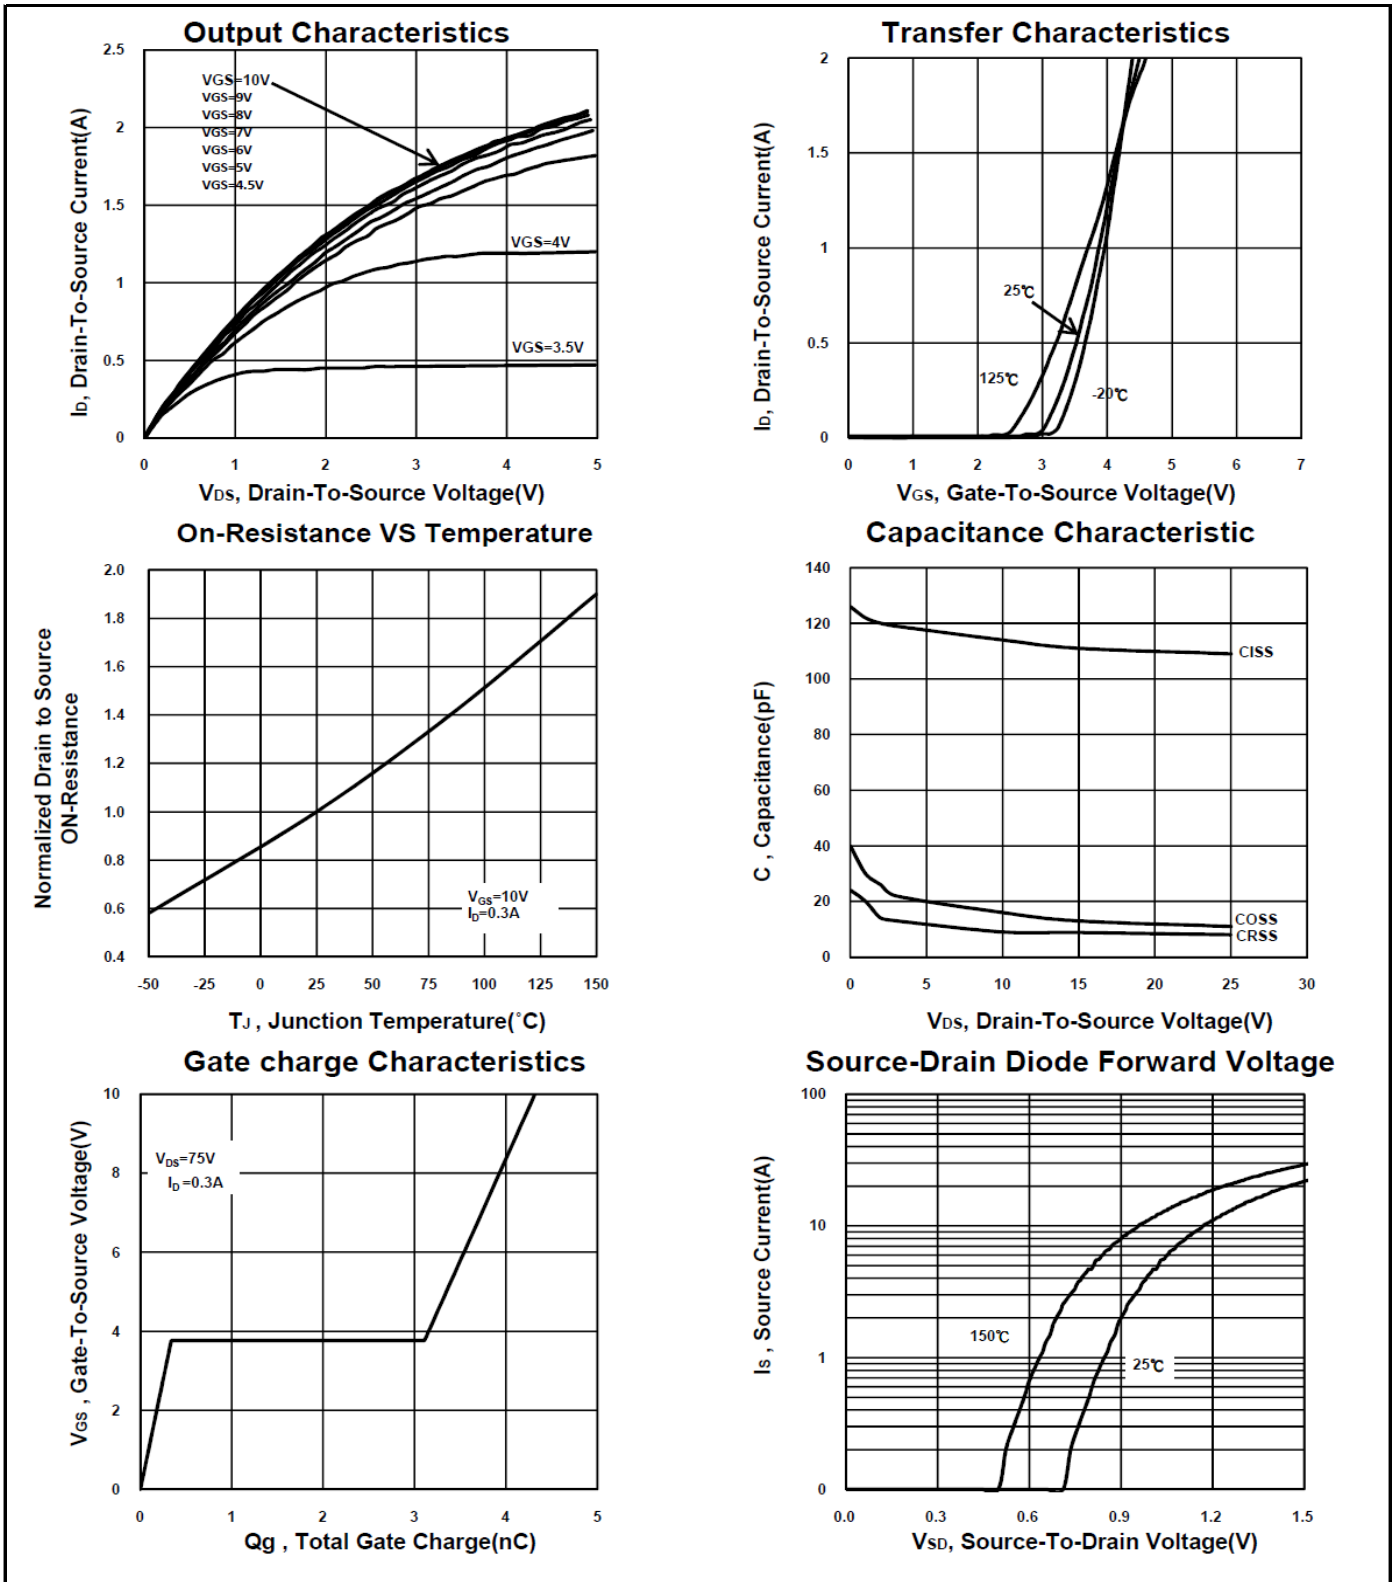 Output Characteristics
2.5
2
1.5
1
0.5
0
ID, Drain-To-Source Current(A)
VGS=10V
VGS=9V
VGS=8V
VGS=7V
VGS=6V
VGS=5V
VGS=4.5V
VGS=4V
VGS=3.5V
0 1 2 3 4 5
VDS, Drain-To-Source Voltage(V)
Transfer Characteristics
2
1.5
1
0.5
0
ID, Drain-To-Source Current(A)
25℃
125℃
-20℃
0 1 2 3 4 5 6 7
VGS, Gate-To-Source Voltage(V)
On-Resistance VS Temperature
2.0
1.8
1.6
1.4
1.2
1.0
0.8
0.6
0.4
Normalized Drain to Source
ON-Resistance
VGS=10V
ID=0.3A
-50 -25 0 25 50 75 100 125 150
TJ , Junction Temperature(˚C)
Capacitance Characteristic
140
120
100
80
60
40
20
0
C , Capacitance(pF)
CISS
COSS
CRSS
0 5 10 15 20 25 30
VDS, Drain-To-Source Voltage(V)
Gate charge Characteristics
10
8
6
4
2
0
VGS , Gate-To-Source Voltage(V)
VDS=75V
ID=0.3A
0 1 2 3 4 5
Qg , Total Gate Charge(nC)
Source-Drain Diode Forward Voltage
100
10
1
0
IS , Source Current(A)
150℃
25℃
0.0 0.3 0.6 0.9 1.2 1.5
VSD, Source-To-Drain Voltage(V)